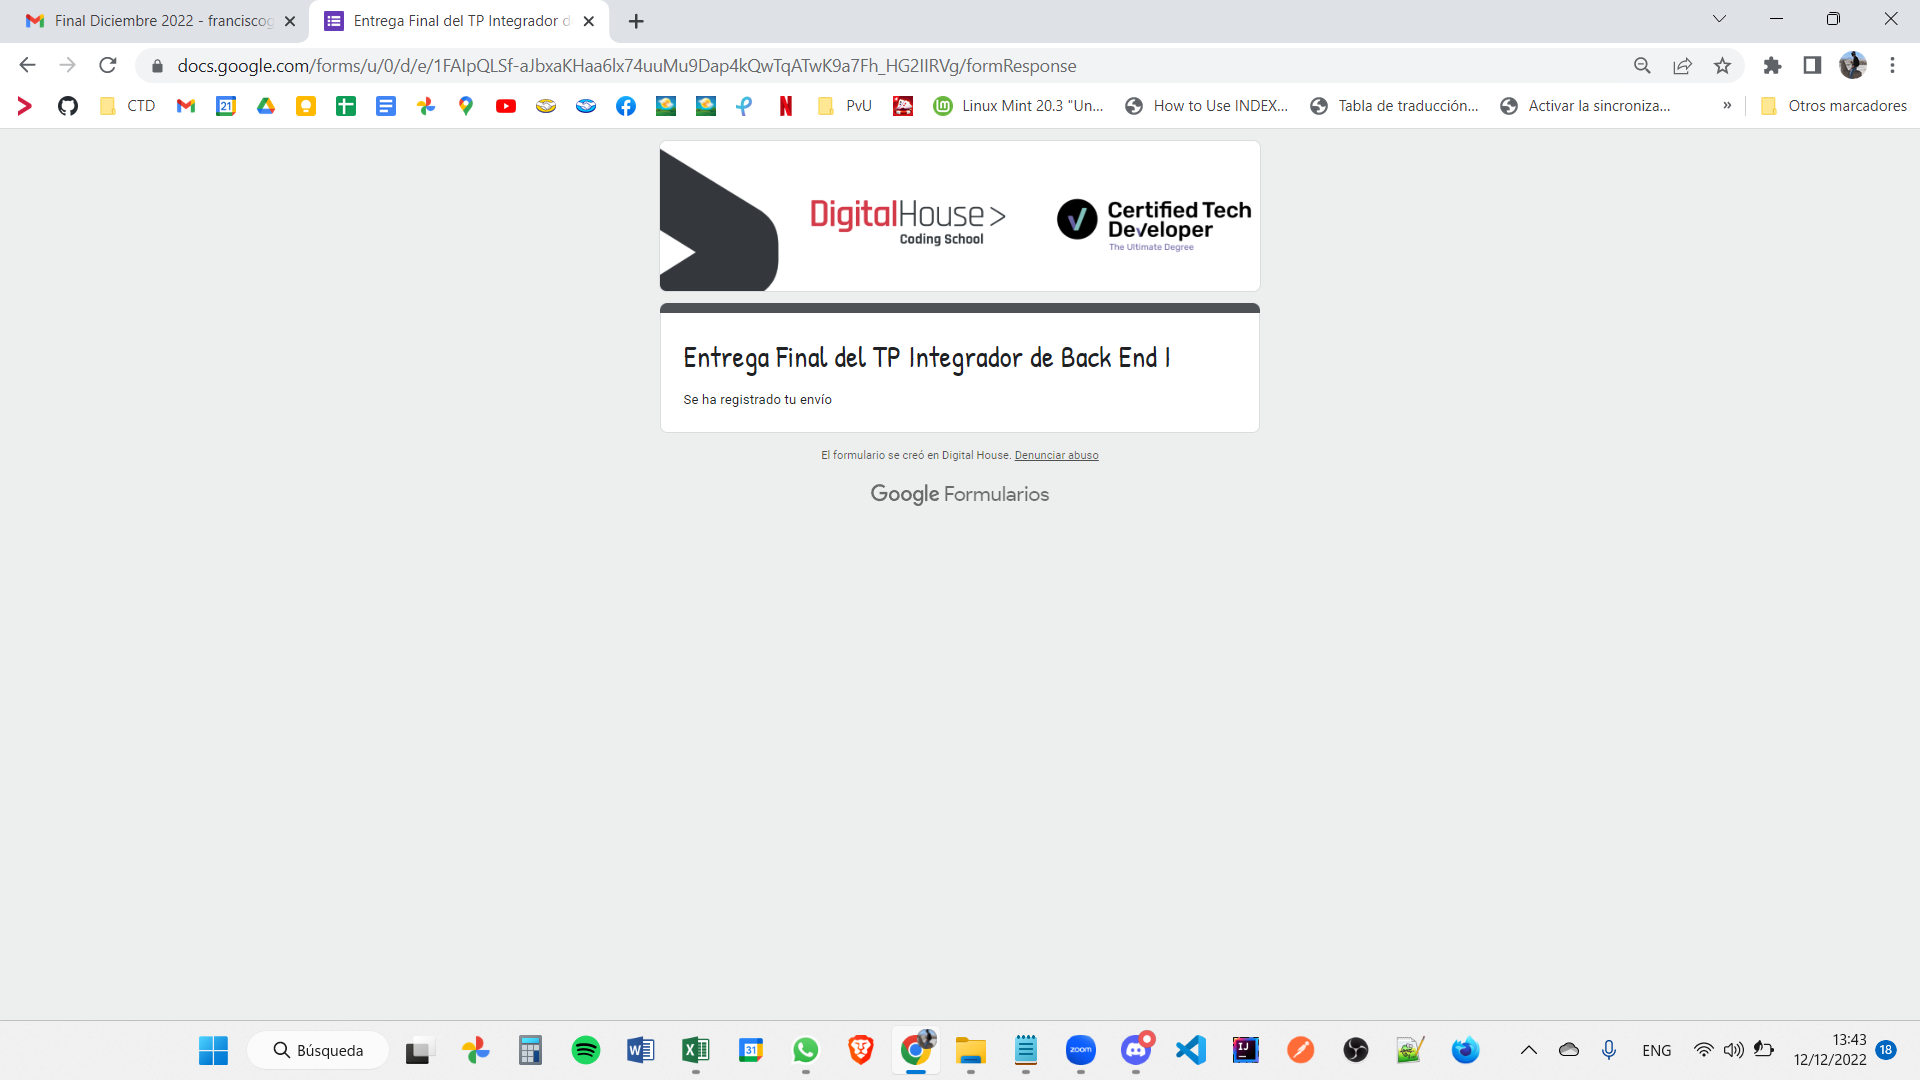 Final Diciembre 2022 - franciscog
Entrega Final del TP Integrador d
docs.google.com/forms/u/0/d/e/1FAIpQLSf-aJbxaKHaa6lx74uuMu9Dap4kQwTqATwK9a7Fh_HG2IIRVg/formResponse
CTD
21
PvU
Linux Mint 20.3 "Un...
How to Use INDEX...
Tabla de traducción...
Activar la sincroniza...
»
Otros marcadores
DigitalHouse>
Coding School
Certified Tech
Developer
The Ultimate Degree
Entrega Final del TP Integrador de Back End I
Se ha registrado tu envío
El formulario se creó en Digital House. Denunciar abuso
Google Formularios
Búsqueda
31
zoom
IJ
ENG
13:43
12/12/2022
18